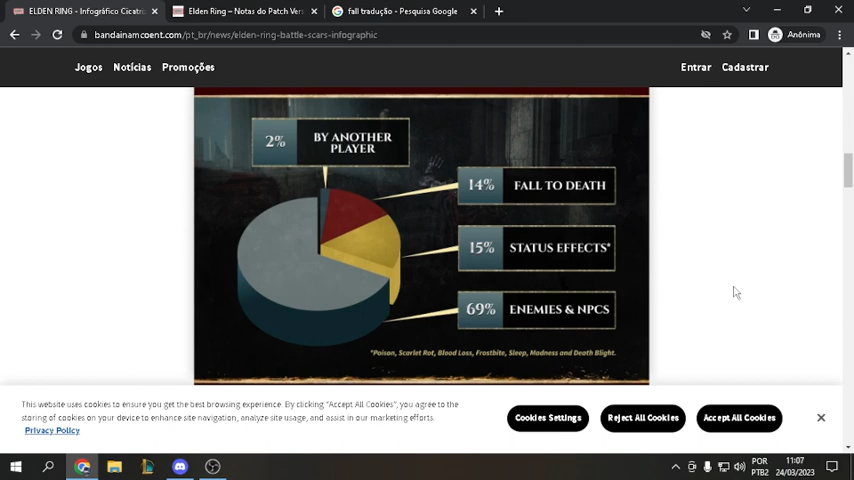 ELDEN RING - Infográfico Cicatr
Elden Ring – Notas do Patch Vers
fall tradução - Pesquisa Google
bandainamcoent.com/pt_br/news/elden-ring-battle-scars-infographic
Anônima
Jogos Notícias Promoções
Entrar Cadastrar
2% BY ANOTHER
PLAYER
14% FALL TO DEATH
15% STATUS EFFECTS*
69% ENEMIES & NPCS
*Poison, Scarlet Rot, Blood Loss, Frostbite, Sleep, Madness and Death Blight.
This website uses cookies to ensure you get the best browsing experience. By clicking "Accept All Cookies", you agree to the
storing of cookies on your device to enhance site navigation, analyze site usage, and assist in our marketing efforts.
Privacy Policy
Cookies Settings
Reject All Cookies
Accept All Cookies
POR
PTB2
11:07
24/03/2023